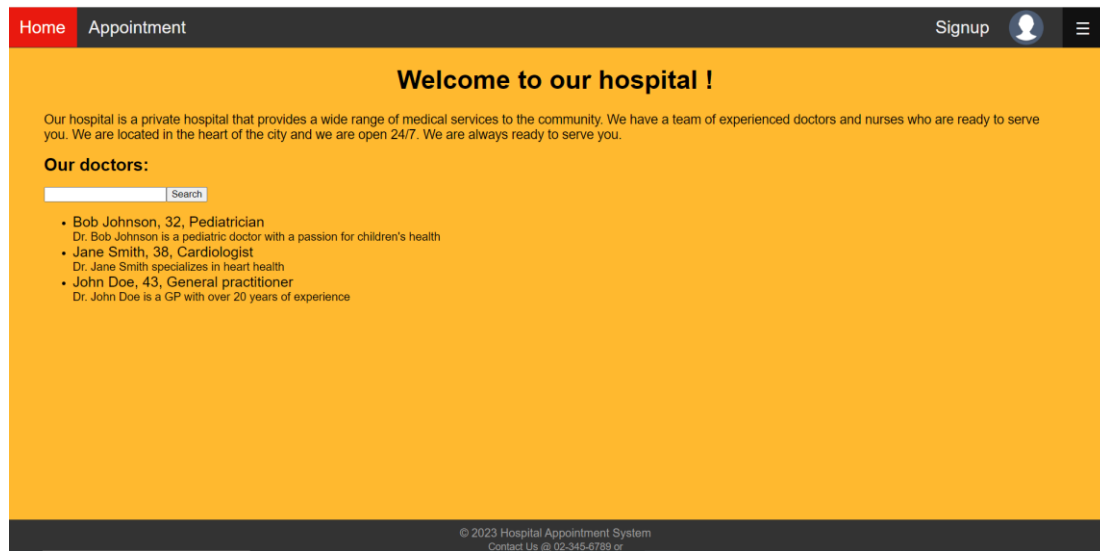 Home Appointment Signup ☰
Welcome to our hospital !
Our hospital is a private hospital that provides a wide range of medical services to the community. We have a team of experienced doctors and nurses who are ready to serve
you. We are located in the heart of the city and we are open 24/7. We are always ready to serve you.
Our doctors:
Search
• Bob Johnson, 32, Pediatrician
Dr. Bob Johnson is a pediatric doctor with a passion for children's health
• Jane Smith, 38, Cardiologist
Dr. Jane Smith specializes in heart health
• John Doe, 43, General practitioner
Dr. John Doe is a GP with over 20 years of experience
© 2023 Hospital Appointment System
Contact Us @ 02-345-6789 or